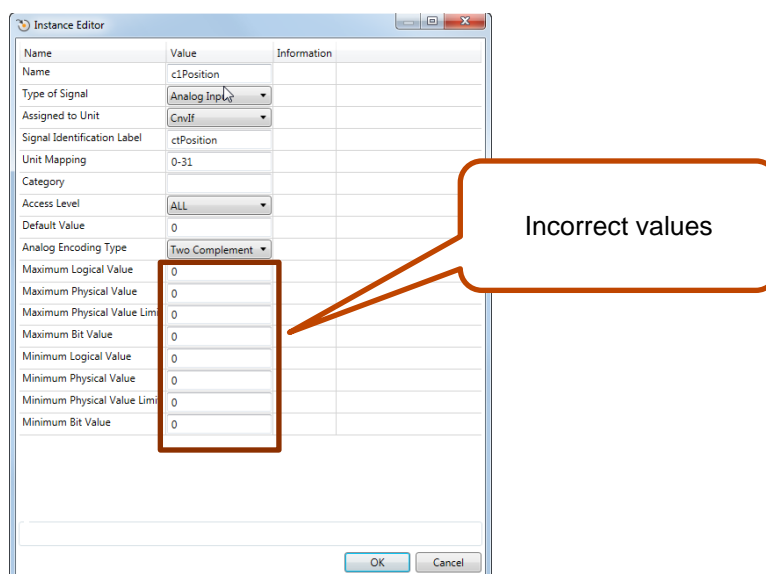 Instance Editor
Name Value Information
Name c1Position
Type of Signal Analog Input
Assigned to Unit CnvIf
Signal Identification Label ctPosition
Unit Mapping 0-31
Category
Access Level ALL
Default Value 0
Analog Encoding Type Two Complement
Maximum Logical Value 0
Maximum Physical Value 0
Maximum Physical Value Limi 0
Maximum Bit Value 0
Minimum Logical Value 0
Minimum Physical Value 0
Minimum Physical Value Limi 0
Minimum Bit Value 0
Incorrect values
OK Cancel